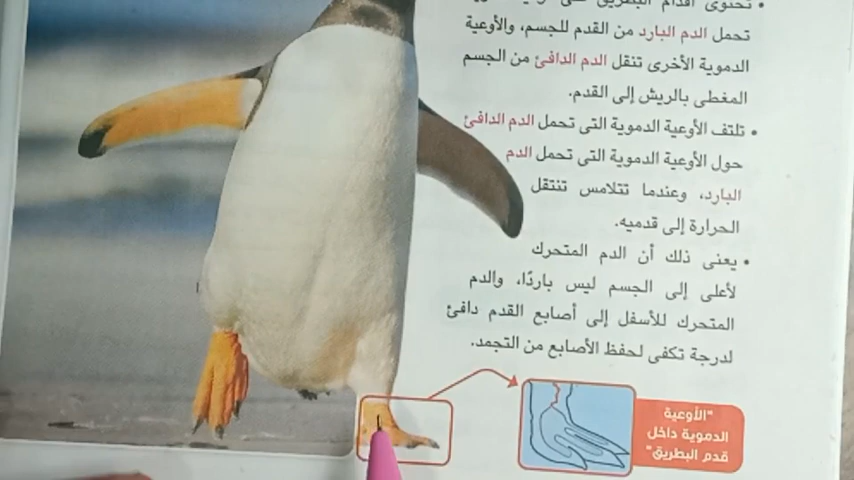 • تحتوى أقدام البطريق على
تحمل الدم البارد من القدم للجسم، والأوعية
الدموية الأخرى تنقل الدم الدافئ من الجسم
المغطى بالريش إلى القدم.
• تلتف الأوعية الدموية التى تحمل الدم الدافئ
حول الأوعية الدموية التى تحمل الدم
البارد، وعندما تتلامس تنتقل
الحرارة إلى قدميه.
• يعنى ذلك أن الدم المتحرك
لأعلى إلى الجسم ليس باردًا، والدم
المتحرك للأسفل إلى أصابع القدم دافئ
لدرجة تكفى لحفظ الأصابع من التجمد.
"الأوعية
الدموية داخل
قدم البطريق"